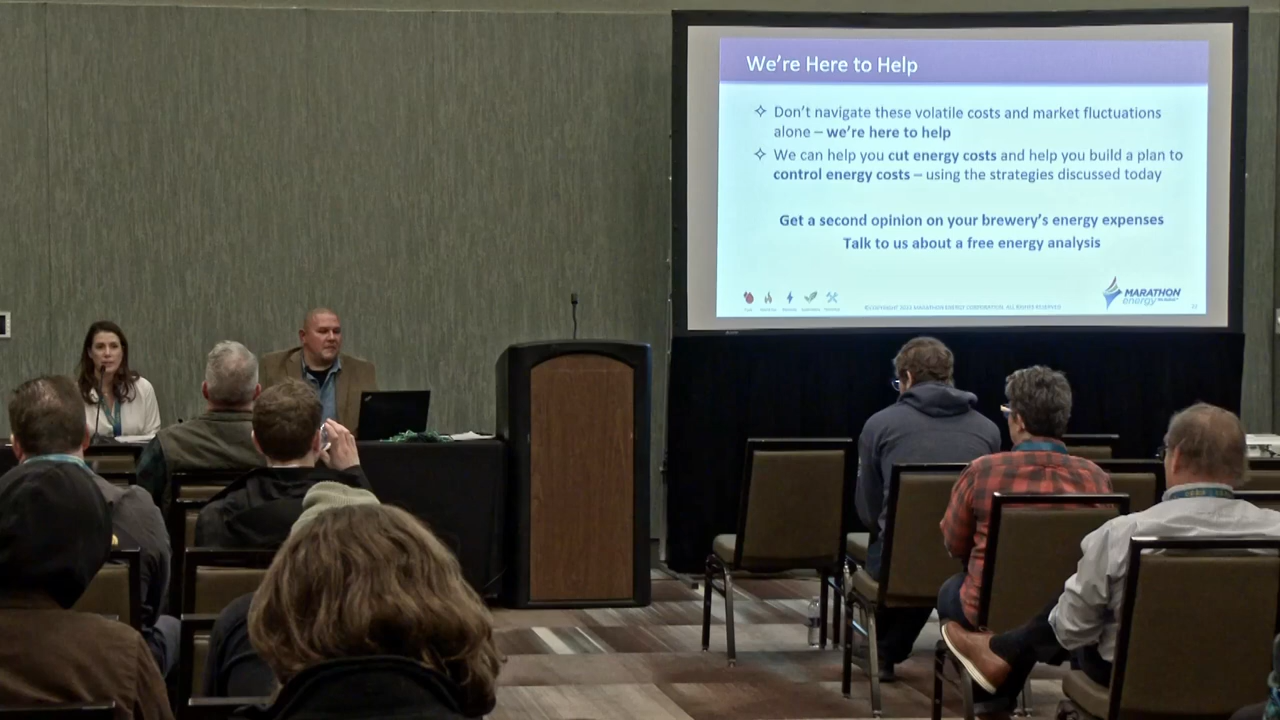 We're Here to Help
Don't navigate these volatile costs and market fluctuations
alone – we're here to help
We can help you cut energy costs and help you build a plan to
control energy costs – using the strategies discussed today
Get a second opinion on your brewery's energy expenses
Talk to us about a free energy analysis
MARATHON
energy